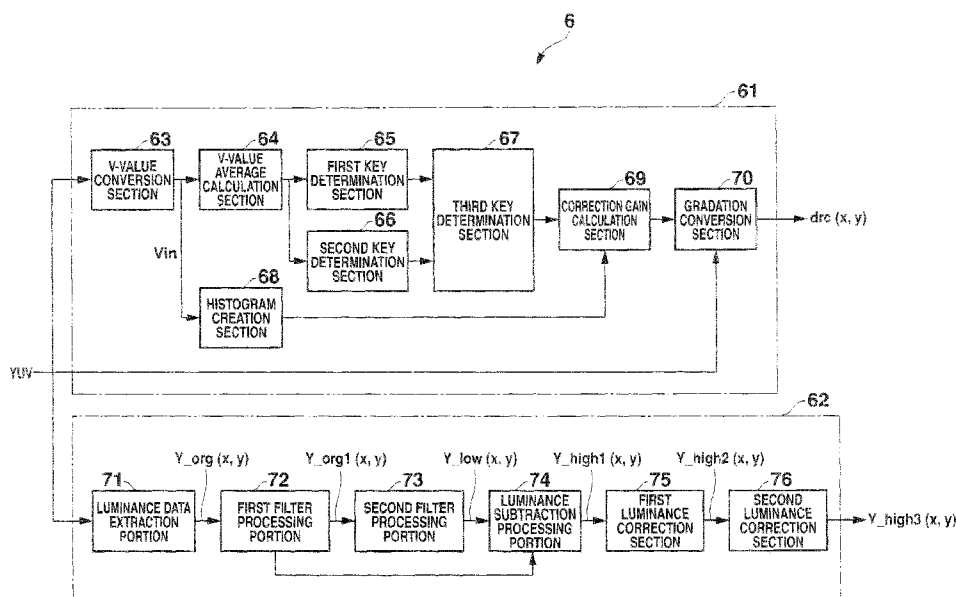 6
61
63
V-VALUE
CONVERSION
SECTION
64
V-VALUE
AVERAGE
CALCULATION
SECTION
65
FIRST KEY
DETERMINATION
SECTION
66
SECOND KEY
DETERMINATION
SECTION
67
THIRD KEY
DETERMINATION
SECTION
69
CORRECTION GAIN
CALCULATION
SECTION
70
GRADATION
CONVERSION
SECTION
drc (x, y)
Vin
68
HISTOGRAM
CREATION
SECTION
YUV
62
71
LUMINANCE DATA
EXTRACTION
PORTION
Y_org (x, y)
72
FIRST FILTER
PROCESSING
PORTION
Y_org1 (x, y)
73
SECOND FILTER
PROCESSING
PORTION
Y_low (x, y)
74
LUMINANCE
SUBTRACTION
PROCESSING
PORTION
Y_high1 (x, y)
75
FIRST
LUMINANCE
CORRECTION
SECTION
Y_high2 (x, y)
76
SECOND
LUMINANCE
CORRECTION
SECTION
Y_high3 (x, y)